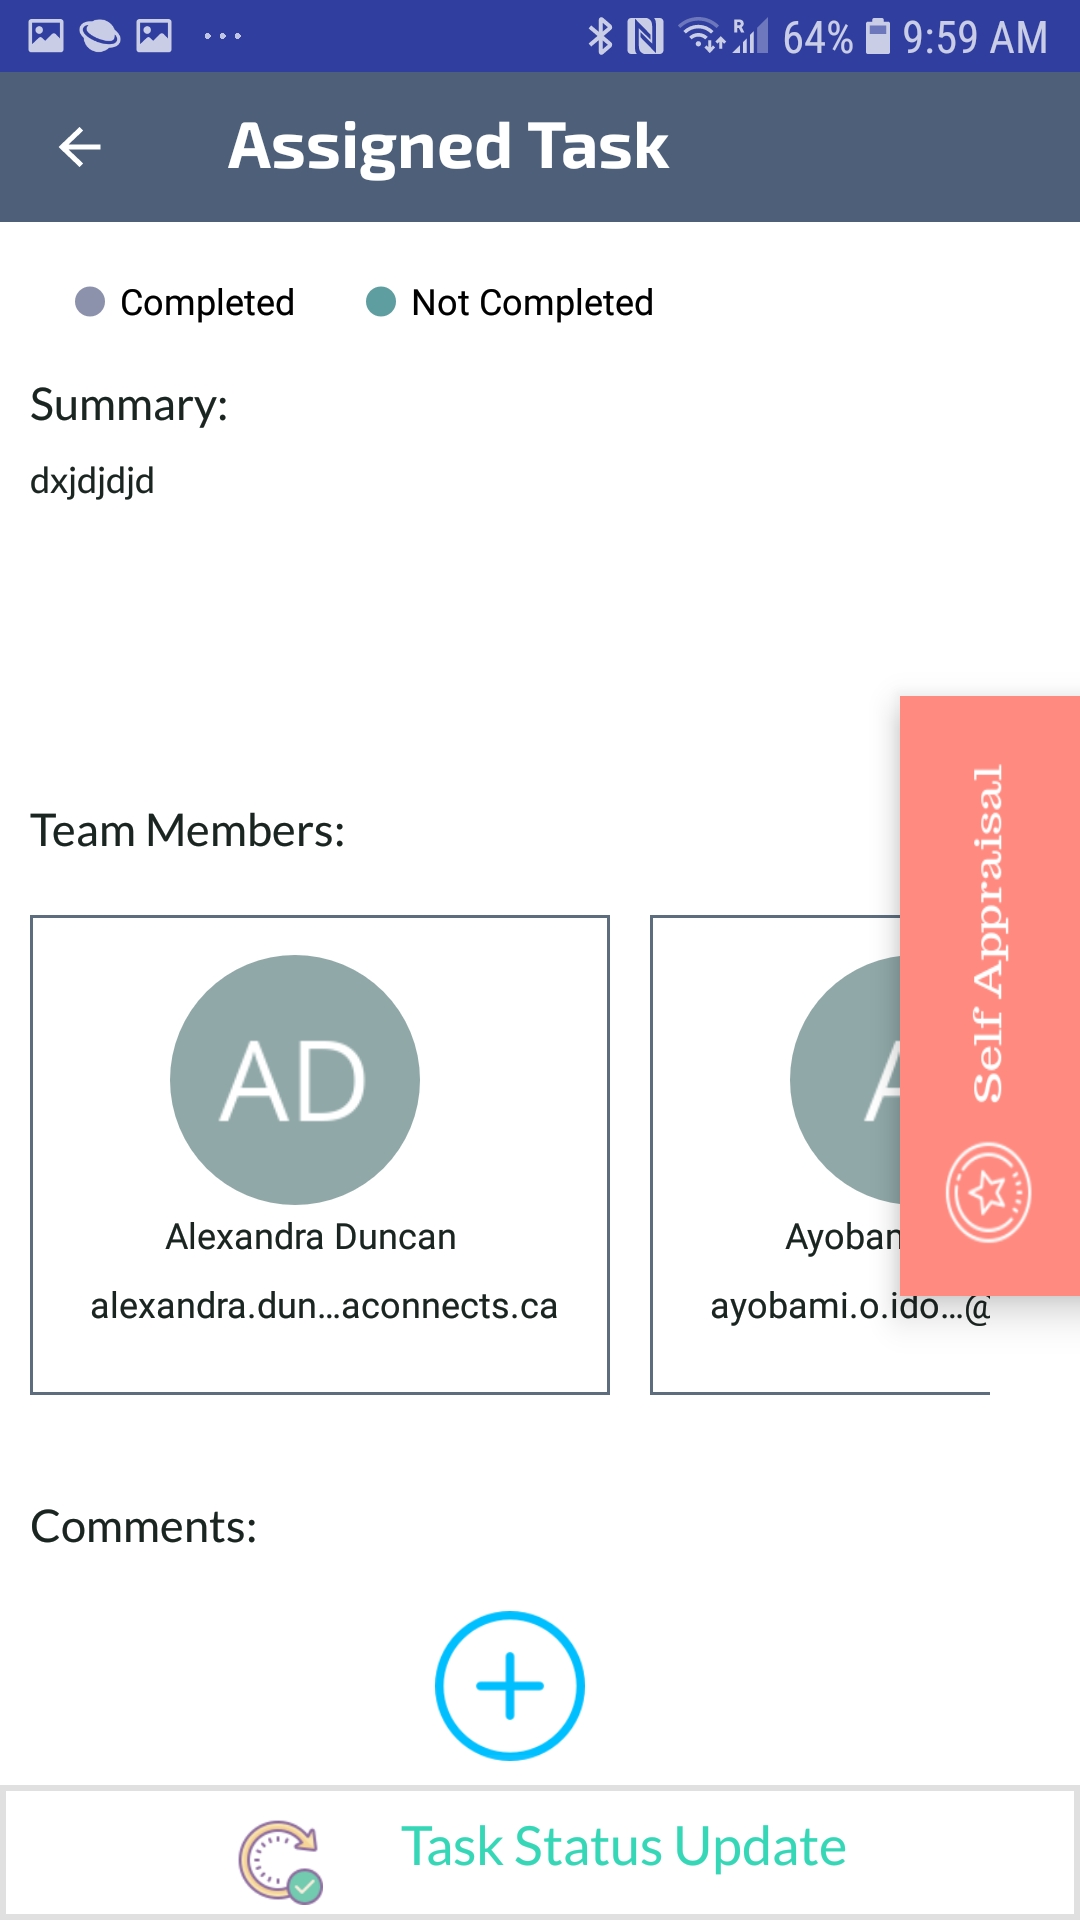 R 64% 9:59 AM
Assigned Task
Completed Not Completed
Summary:
dxjdjdjd
Team Members:
AD
A
Alexandra Duncan
alexandra.dun...aconnects.ca
ayobami.o.ido...@
Self Appraisal
Comments:
Task Status Update